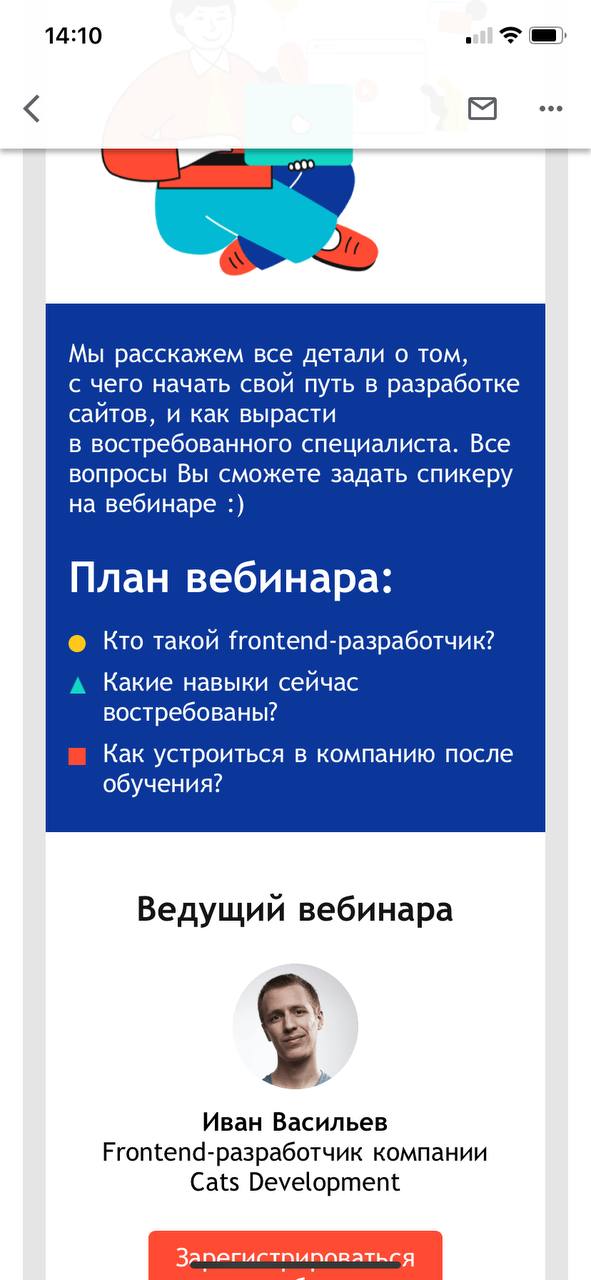 14:10
Мы расскажем все детали о том,
с чего начать свой путь в разработке
сайтов, и как вырасти
в востребованного специалиста. Все
вопросы Вы сможете задать спикеру
на вебинаре :)
План вебинара:
Кто такой frontend-разработчик?
Какие навыки сейчас
востребованы?
Как устроиться в компанию после
обучения?
Ведущий вебинара
Иван Васильев
Frontend-разработчик компании
Cats Development
Зарегистрироваться